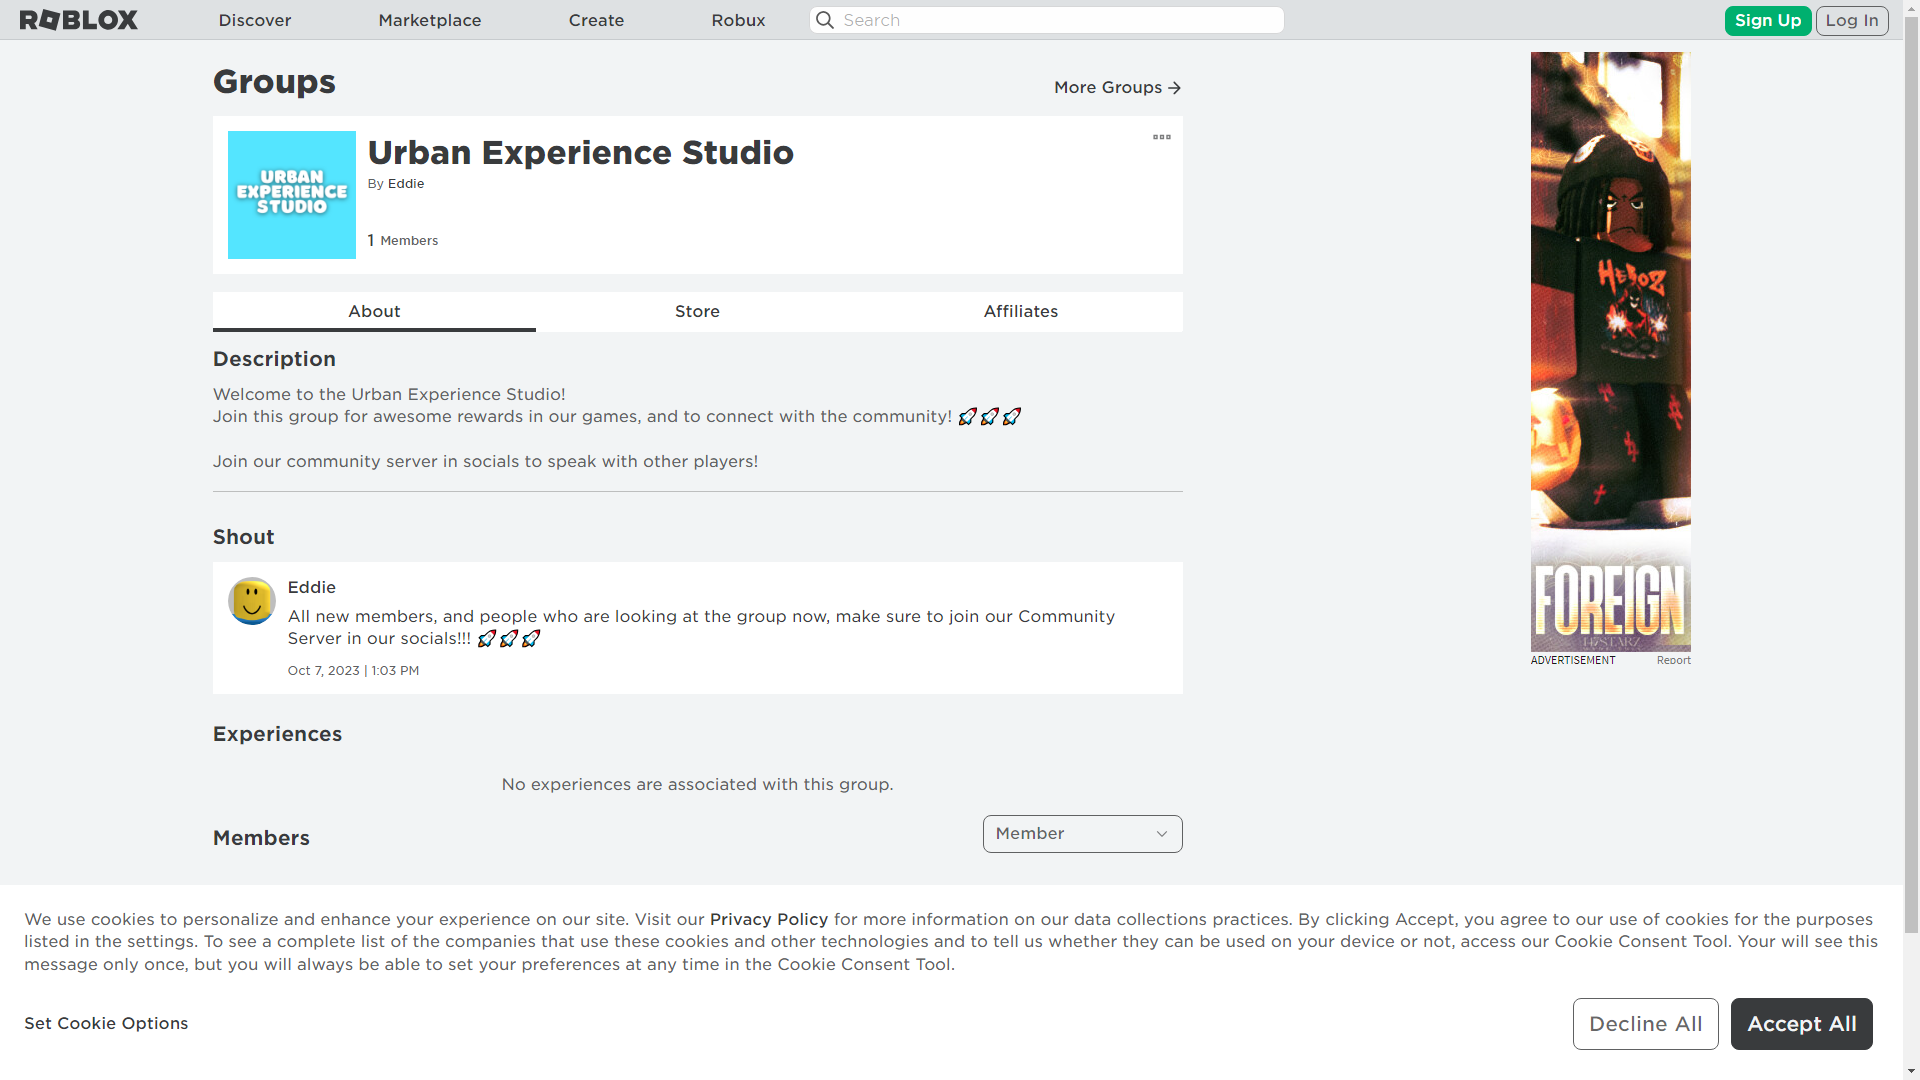 ROBLOX
Discover
Marketplace
Create
Robux
Search
Sign Up
Log In
Groups
More Groups
URBAN
EXPERIENCE
STUDIO
Urban Experience Studio
By Eddie
1 Members
About
Store
Affiliates
Description
Welcome to the Urban Experience Studio!
Join this group for awesome rewards in our games, and to connect with the community! 🚀🚀🚀
Join our community server in socials to speak with other players!
Shout
Eddie
All new members, and people who are looking at the group now, make sure to join our Community
Server in our socials!!! 🚀🚀🚀
Oct 7, 2023 | 1:03 PM
Experiences
No experiences are associated with this group.
Members
Member
HEROZ
FOREIGN
ADVERTISEMENT
Report
We use cookies to personalize and enhance your experience on our site. Visit our Privacy Policy for more information on our data collections practices. By clicking Accept, you agree to our use of cookies for the purposes
listed in the settings. To see a complete list of the companies that use these cookies and other technologies and to tell us whether they can be used on your device or not, access our Cookie Consent Tool. Your will see this
message only once, but you will always be able to set your preferences at any time in the Cookie Consent Tool.
Set Cookie Options
Decline All
Accept All